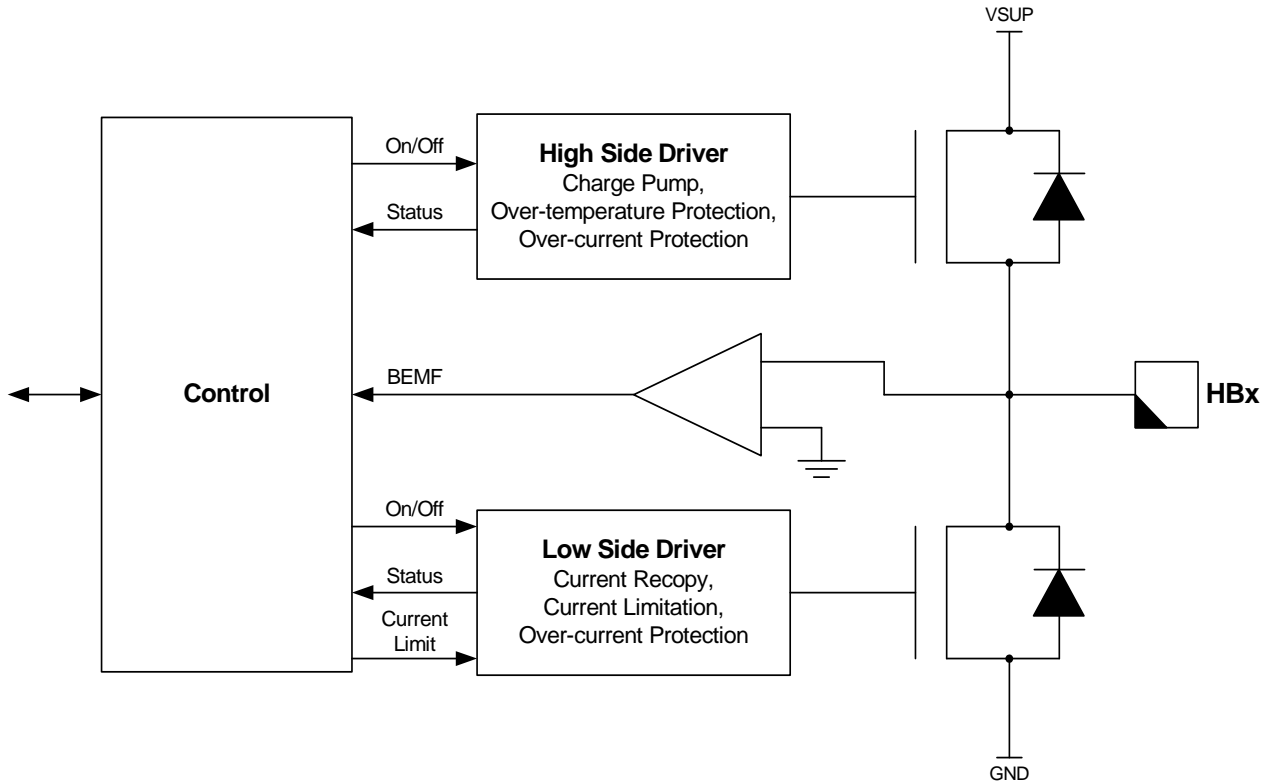 VSUP
On/Off
High Side Driver
Charge Pump,
Over-temperature Protection,
Over-current Protection
Status
Control
BEMF
HBx
On/Off
Low Side Driver
Current Recopy,
Current Limitation,
Over-current Protection
Status
Current
Limit
GND